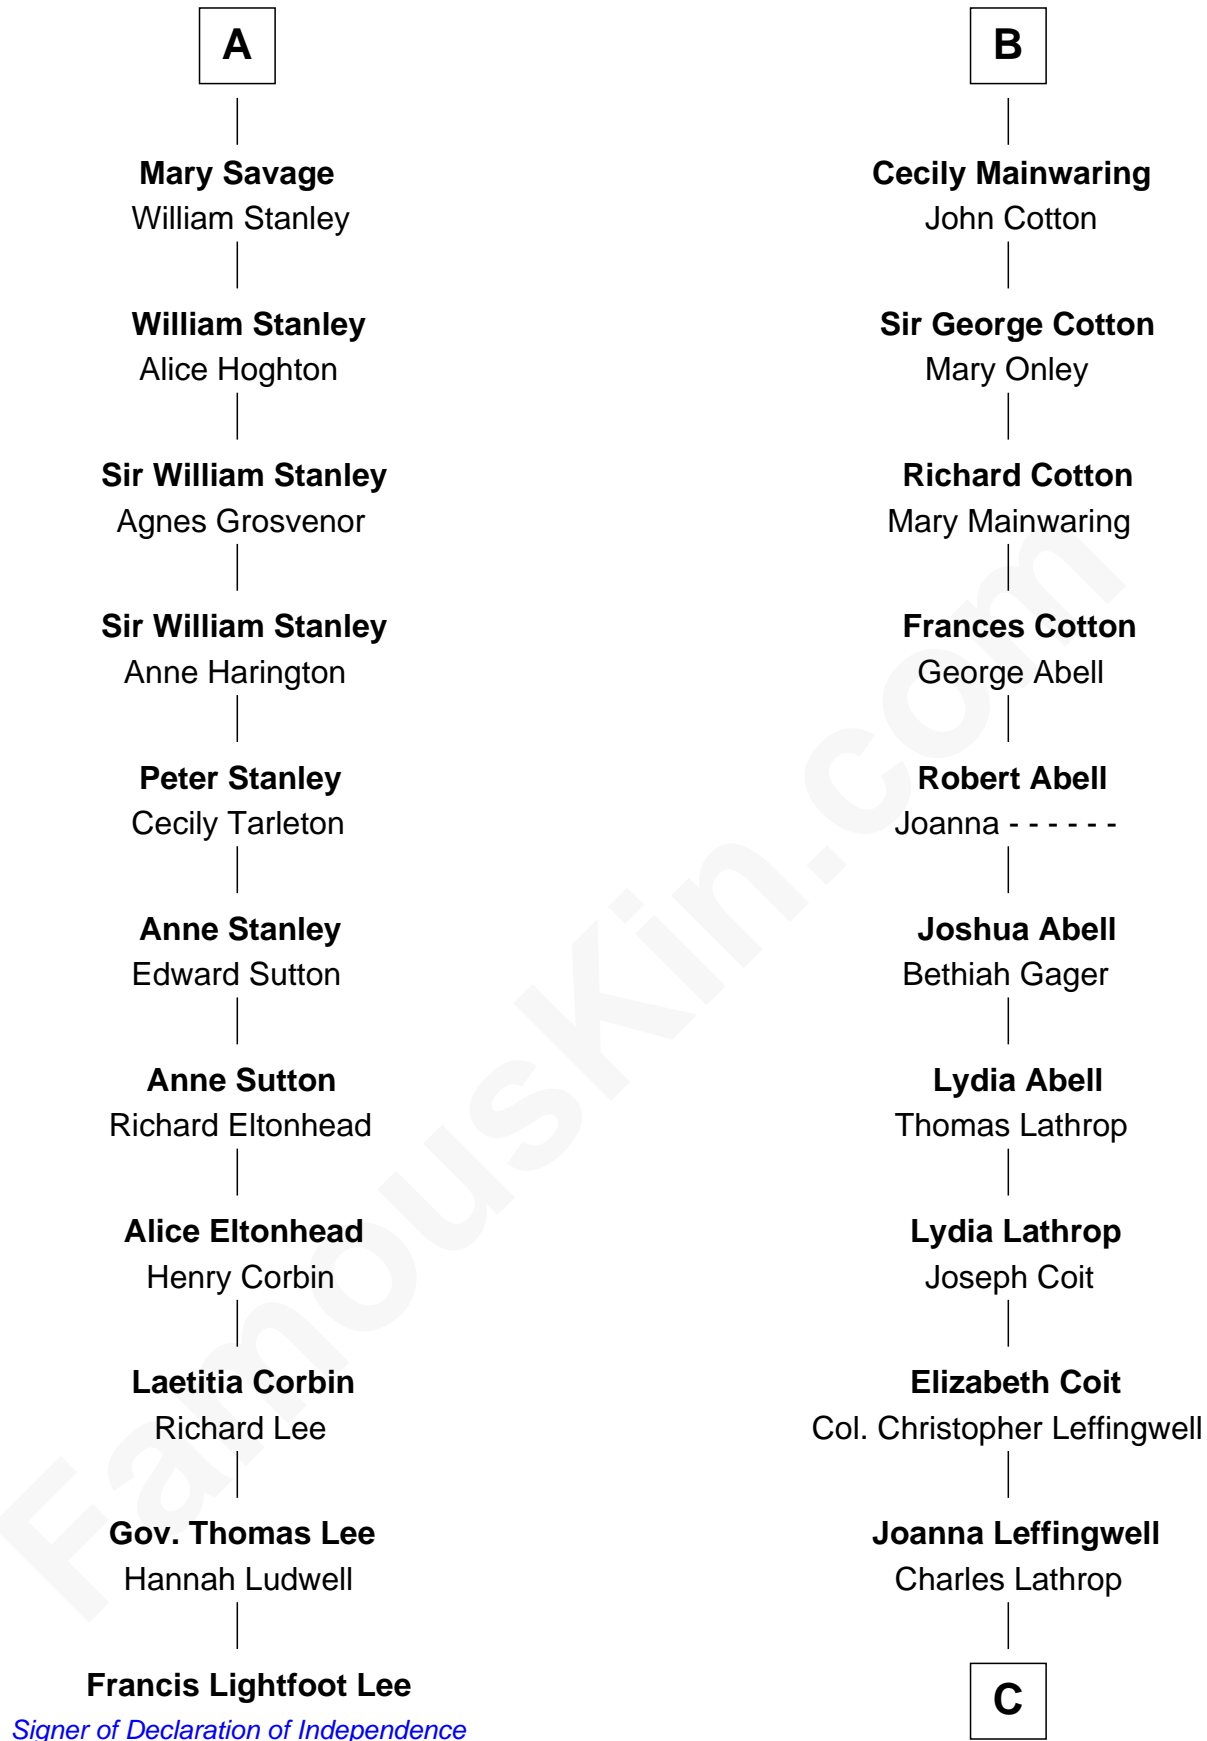 A
Mary Savage
William Stanley
William Stanley
Alice Hoghton
Sir William Stanley
Agnes Grosvenor
Sir William Stanley
Anne Harington
Peter Stanley
Cecily Tarleton
Anne Stanley
Edward Sutton
Anne Sutton
Richard Eltonhead
Alice Eltonhead
Henry Corbin
Laetitia Corbin
Richard Lee
Gov. Thomas Lee
Hannah Ludwell
Francis Lightfoot Lee
Signer of Declaration of Independence
B
Cecily Mainwaring
John Cotton
Sir George Cotton
Mary Onley
Richard Cotton
Mary Mainwaring
Frances Cotton
George Abell
Robert Abell
Joanna - - - - - -
Joshua Abell
Bethiah Gager
Lydia Abell
Thomas Lathrop
Lydia Lathrop
Joseph Coit
Elizabeth Coit
Col. Christopher Leffingwell
Joanna Leffingwell
Charles Lathrop
C
FamousKin.com